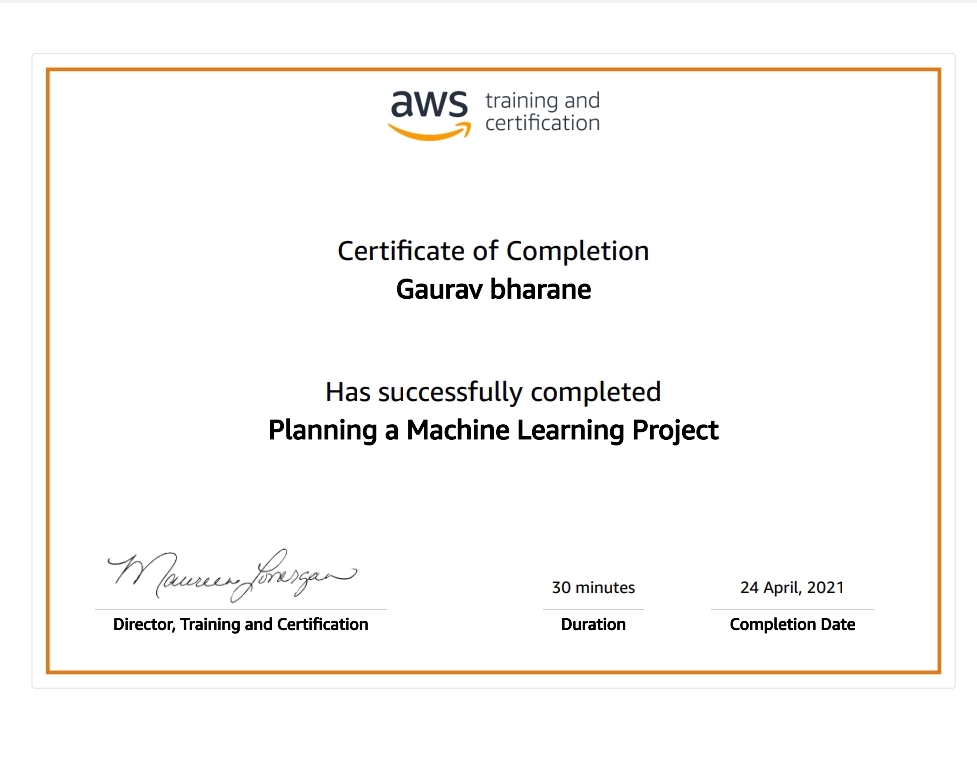 aws training and
certification
Certificate of Completion
Gaurav bharane
Has successfully completed
Planning a Machine Learning Project
Maureen Lonergan
30 minutes
24 April, 2021
Director, Training and Certification
Duration
Completion Date